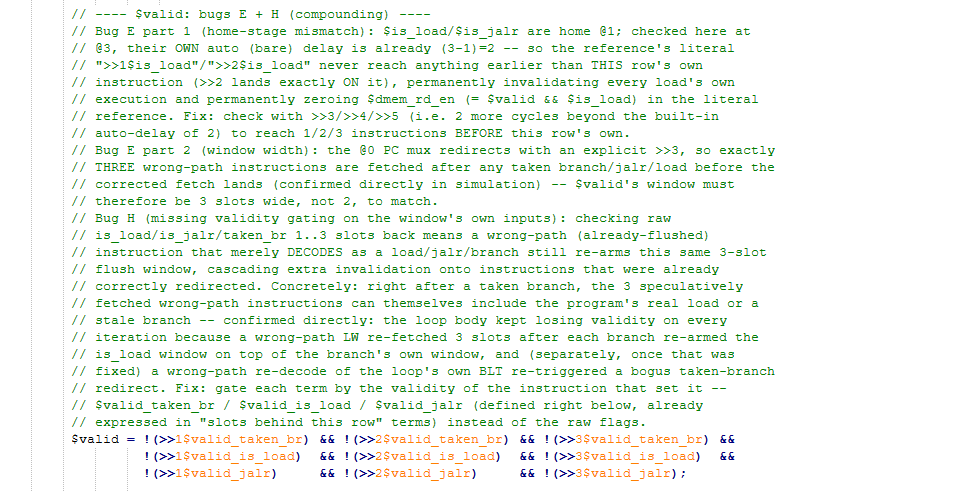 // ---- $valid: bugs E + H (compounding) ----
// Bug E part 1 (home-stage mismatch): $is_load/$is_jalr are home @1; checked here at
// @3, their OWN auto (bare) delay is already (3-1)=2 -- so the reference's literal
// ">>1$is_load"/">>2$is_load" never reach anything earlier than THIS row's own
// instruction (>>2 lands exactly ON it), permanently invalidating every load's own
// execution and permanently zeroing $dmem_rd_en (= $valid && $is_load) in the literal
// reference. Fix: check with >>3/>>4/>>5 (i.e. 2 more cycles beyond the built-in
// auto-delay of 2) to reach 1/2/3 instructions BEFORE this row's own.
// Bug E part 2 (window width): the @0 PC mux redirects with an explicit >>3, so exactly
// THREE wrong-path instructions are fetched after any taken branch/jalr/load before the
// corrected fetch lands (confirmed directly in simulation) -- $valid's window must
// therefore be 3 slots wide, not 2, to match.
// Bug H (missing validity gating on the window's own inputs): checking raw
// is_load/is_jalr/taken_br 1..3 slots back means a wrong-path (already-flushed)
// instruction that merely DECODES as a load/jalr/branch still re-arms this same 3-slot
// flush window, cascading extra invalidation onto instructions that were already
// correctly redirected. Concretely: right after a taken branch, the 3 speculatively
// fetched wrong-path instructions can themselves include the program's real load or a
// stale branch -- confirmed directly: the loop body kept losing validity on every
// iteration because a wrong-path LW re-fetched 3 slots after each branch re-armed the
// is_load window on top of the branch's own window, and (separately, once that was
// fixed) a wrong-path re-decode of the loop's own BLT re-triggered a bogus taken-branch
// redirect. Fix: gate each term by the validity of the instruction that set it --
// $valid_taken_br / $valid_is_load / $valid_jalr (defined right below, already
// expressed in "slots behind this row" terms) instead of the raw flags.
$valid = !(>>1$valid_taken_br) && !(>>2$valid_taken_br) && !(>>3$valid_taken_br) &&
!(>>1$valid_is_load) && !(>>2$valid_is_load) && !(>>3$valid_is_load) &&
!(>>1$valid_jalr) && !(>>2$valid_jalr) && !(>>3$valid_jalr);